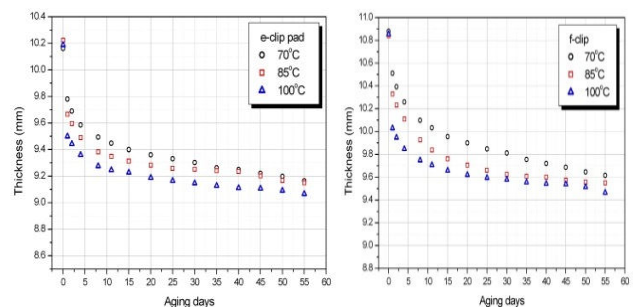 10.4
10.2
10.0
9.8
9.6
9.4
9.2
9.0
8.8
8.6
Thickness (mm)
e-clip pad
70°C
85°C
100°C
0 5 10 15 20 25 30 35 40 45 50 55 60
Aging days
11.0
10.8
10.6
10.4
10.2
10.0
9.8
9.6
9.4
9.2
9.0
8.8
Thickness (mm)
f-clip
70°C
85°C
100°C
0 5 10 15 20 25 30 35 40 45 50 55 60
Aging days